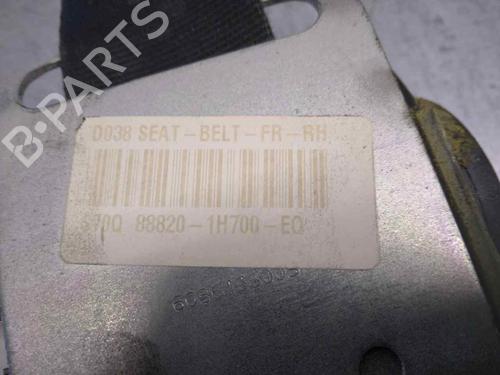 D038 SEAT-BELT-FR-RH
S70Q 88820-1H700-EQ
B-PARTS